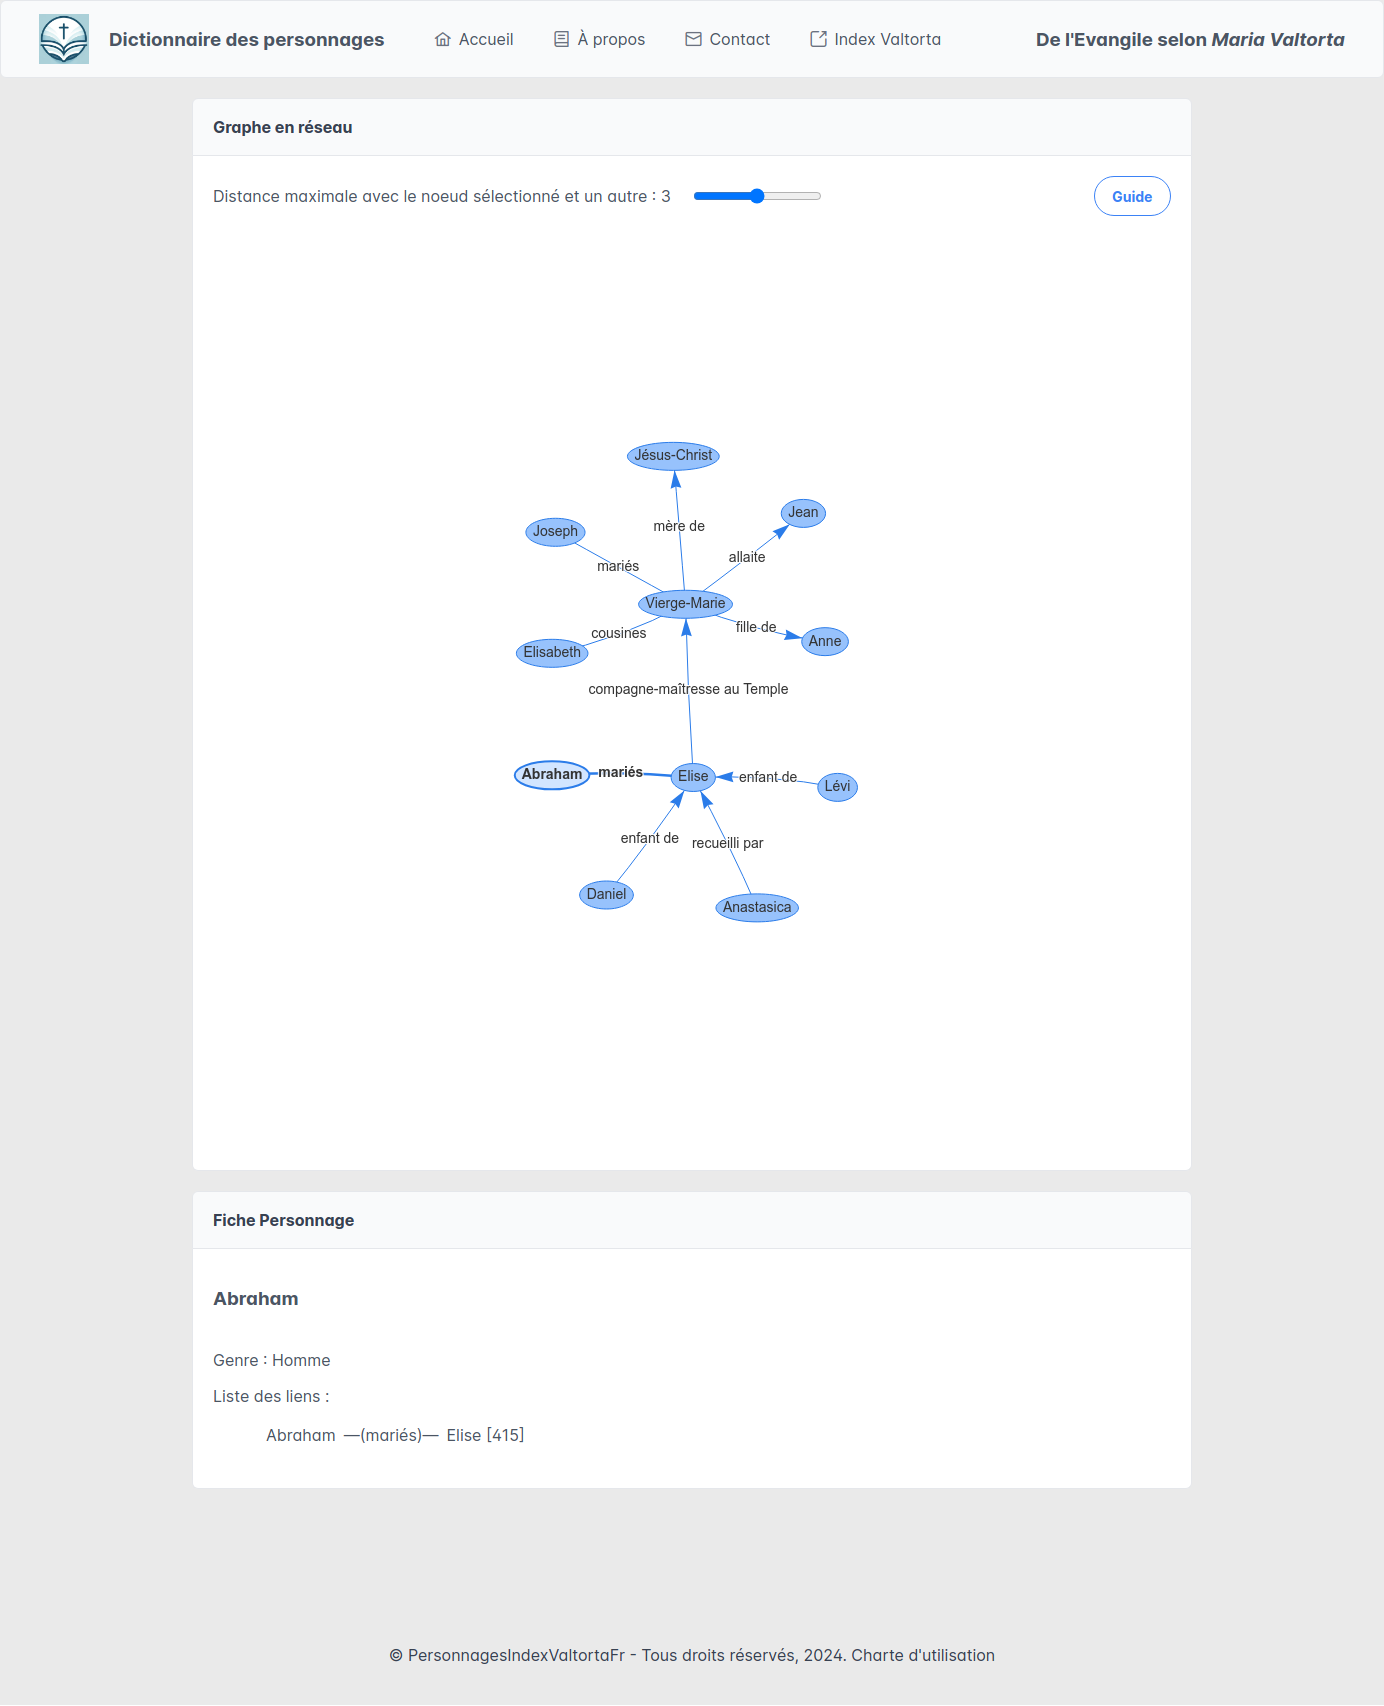 Dictionnaire des personnages
Accueil
À propos
Contact
Index Valtorta
De l'Evangile selon Maria Valtorta
Graphe en réseau
Distance maximale avec le noeud sélectionné et un autre : 3
Guide
Jésus-Christ
Jean
mère de
Joseph
allaite
mariés
Vierge-Marie
fille de
cousines
Anne
Elisabeth
compagne-maîtresse au Temple
Abraham
mariés
Elise
enfant de
Lévi
enfant de
recueilli par
Daniel
Anastasica
Fiche Personnage
Abraham
Genre : Homme
Liste des liens :
Abraham —(mariés)— Elise [415]
© PersonnagesIndexValtortaFr - Tous droits réservés, 2024. Charte d'utilisation